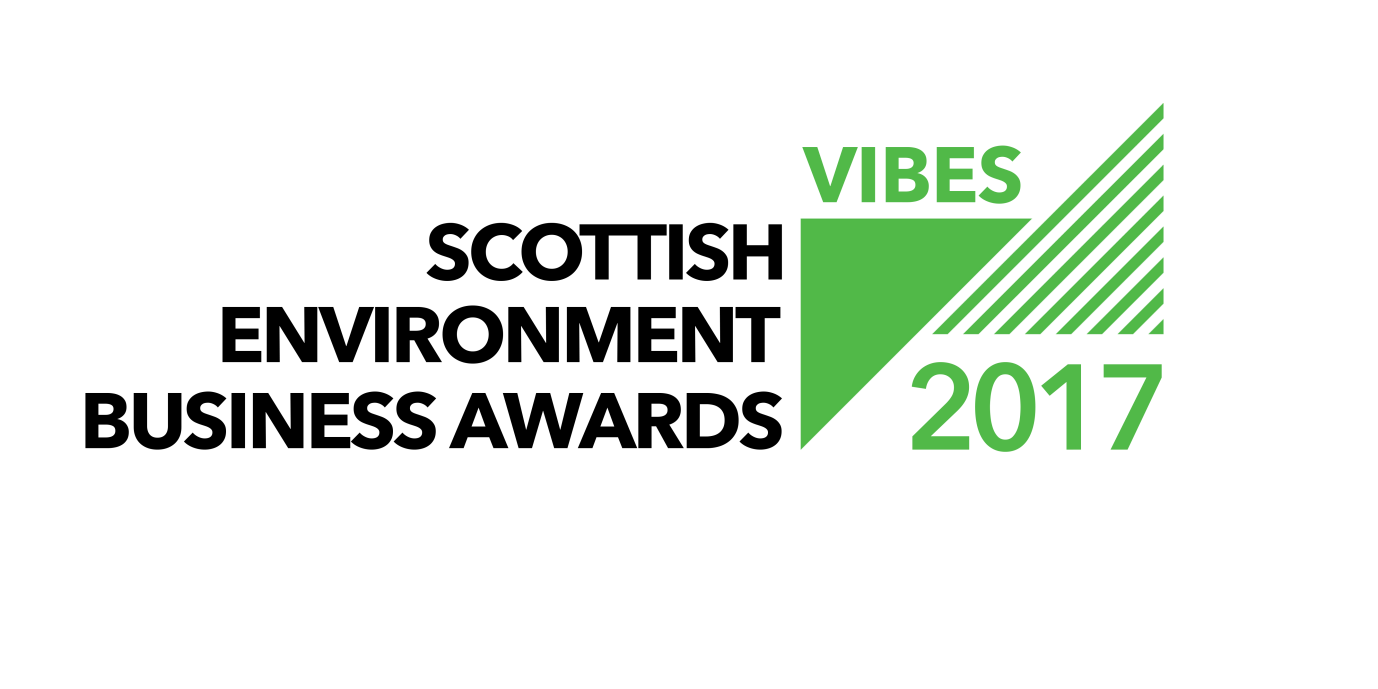 VIBES
SCOTTISH
ENVIRONMENT
BUSINESS AWARDS
2017